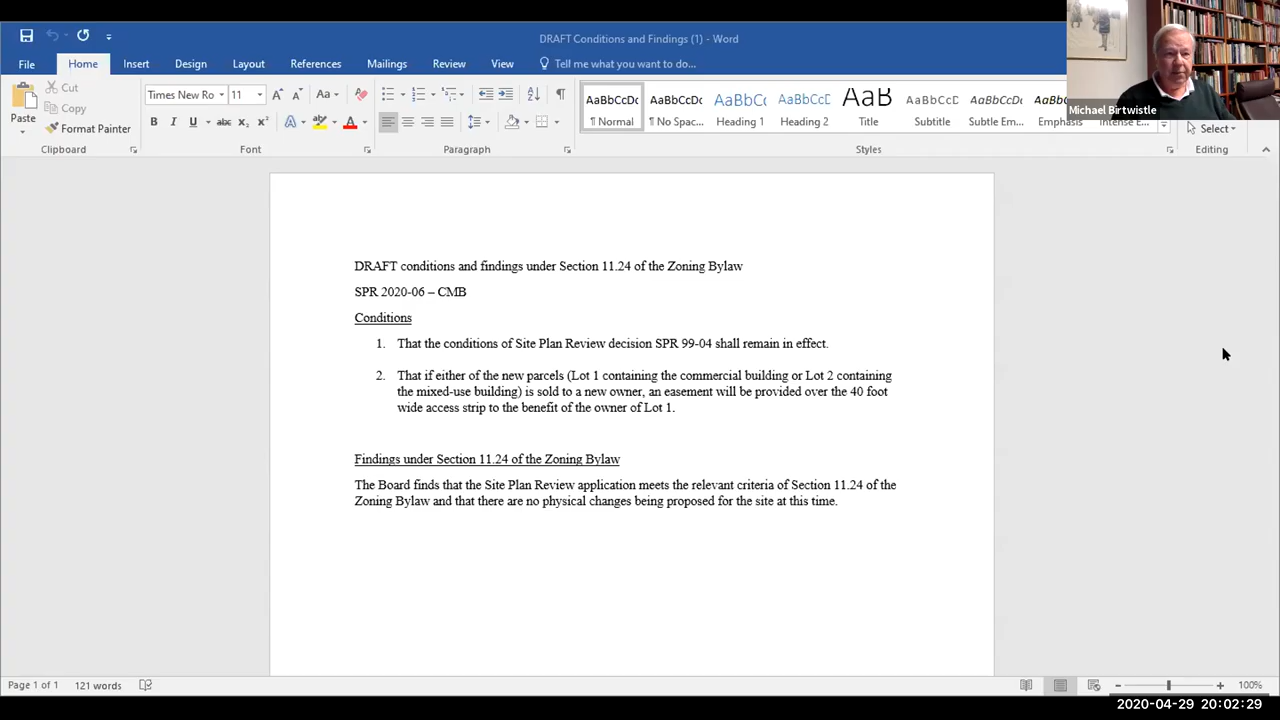 DRAFT Conditions and Findings (1) - Word
File Home Insert Design Layout References Mailings Review View Tell me what you want to do...
Michael Birtwistle
Paste
Cut
Copy
Format Painter
Times New Ro 11
Aa
B I U abc X₂ X²
A
AaBbCcDc AaBbCcDc AaBbCc AaBbCcD AaB AaBbCcD AaBbCcDc
¶ Normal ¶ No Spac... Heading 1 Heading 2 Title Subtitle Subtle Em... Emphasis Intense E...
Select
Clipboard Font Paragraph Styles Editing
DRAFT conditions and findings under Section 11.24 of the Zoning Bylaw
SPR 2020-06 – CMB
Conditions
1. That the conditions of Site Plan Review decision SPR 99-04 shall remain in effect.
2. That if either of the new parcels (Lot 1 containing the commercial building or Lot 2 containing
the mixed-use building) is sold to a new owner, an easement will be provided over the 40 foot
wide access strip to the benefit of the owner of Lot 1.
Findings under Section 11.24 of the Zoning Bylaw
The Board finds that the Site Plan Review application meets the relevant criteria of Section 11.24 of the
Zoning Bylaw and that there are no physical changes being proposed for the site at this time.
Page 1 of 1 121 words 100%
2020-04-29 20:02:29